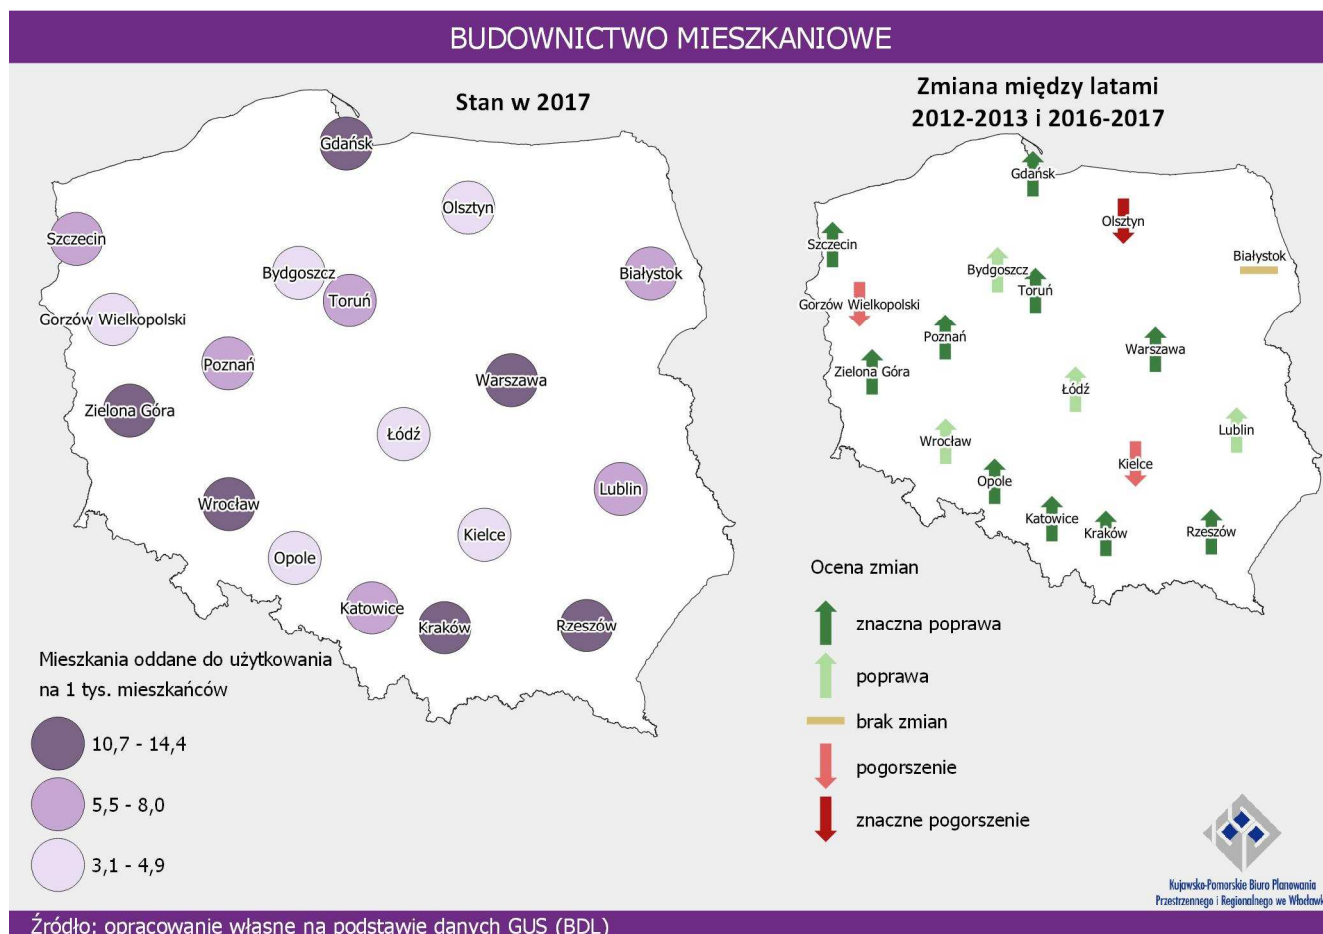 BUDOWNICTWO MIESZKANIOWE
Stan w 2017
Gdańsk
Olsztyn
Szczecin
Bydgoszcz
Białystok
Toruń
Gorzów Wielkopolski
Poznań
Warszawa
Zielona Góra
Łódź
Lublin
Wrocław
Kielce
Opole
Katowice
Kraków
Rzeszów
Mieszkania oddane do użytkowania
na 1 tys. mieszkańców
10,7 - 14,4
5,5 - 8,0
3,1 - 4,9
Zmiana między latami
2012-2013 i 2016-2017
Gdańsk
Olsztyn
Szczecin
Białystok
Bydgoszcz
Toruń
Gorzów Wielkopolski
Poznań
Warszawa
Zielona Góra
Łódź
Lublin
Wrocław
Kielce
Opole
Katowice
Kraków
Rzeszów
Ocena zmian
znaczna poprawa
poprawa
brak zmian
pogorszenie
znaczne pogorszenie
Kujawsko-Pomorskie Biuro Planowania
Przestrzennego i Regionalnego we Włocławk
Źródło: opracowanie własne na podstawie danych GUS (BDL)